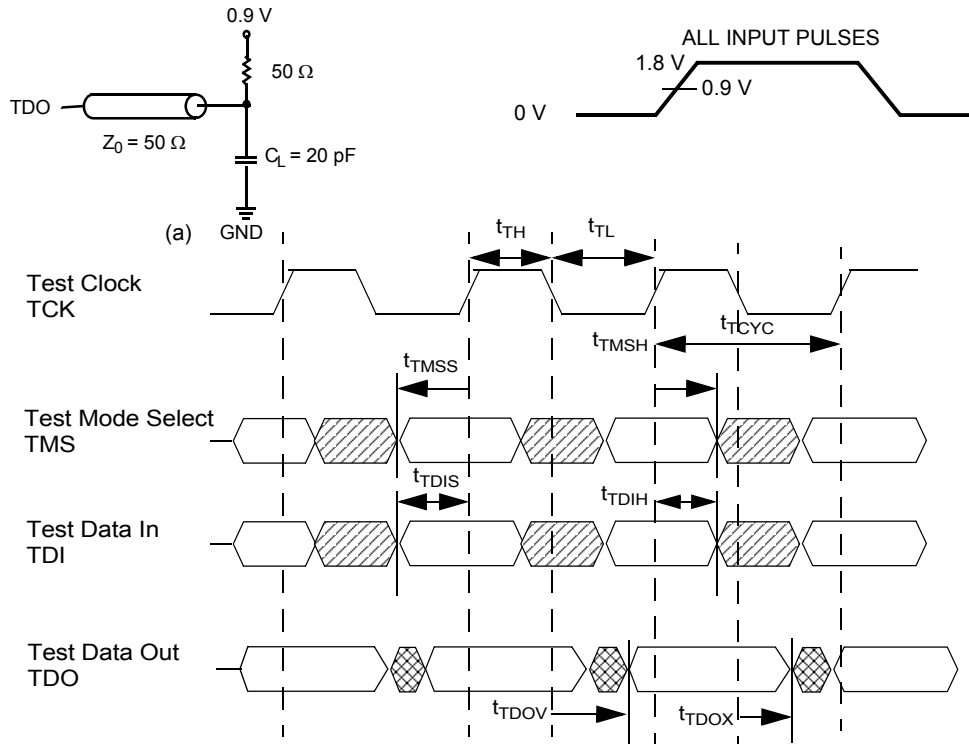 0.9 V
50 Ω
TDO
Z0 = 50 Ω
CL = 20 pF
(a)
GND
ALL INPUT PULSES
1.8 V
0.9 V
0 V
tTH
tTL
Test Clock
TCK
tTCYC
tTMSH
tTMSS
Test Mode Select
TMS
tTDIS
tTDIH
Test Data In
TDI
Test Data Out
TDO
tTDOV
tTDOX